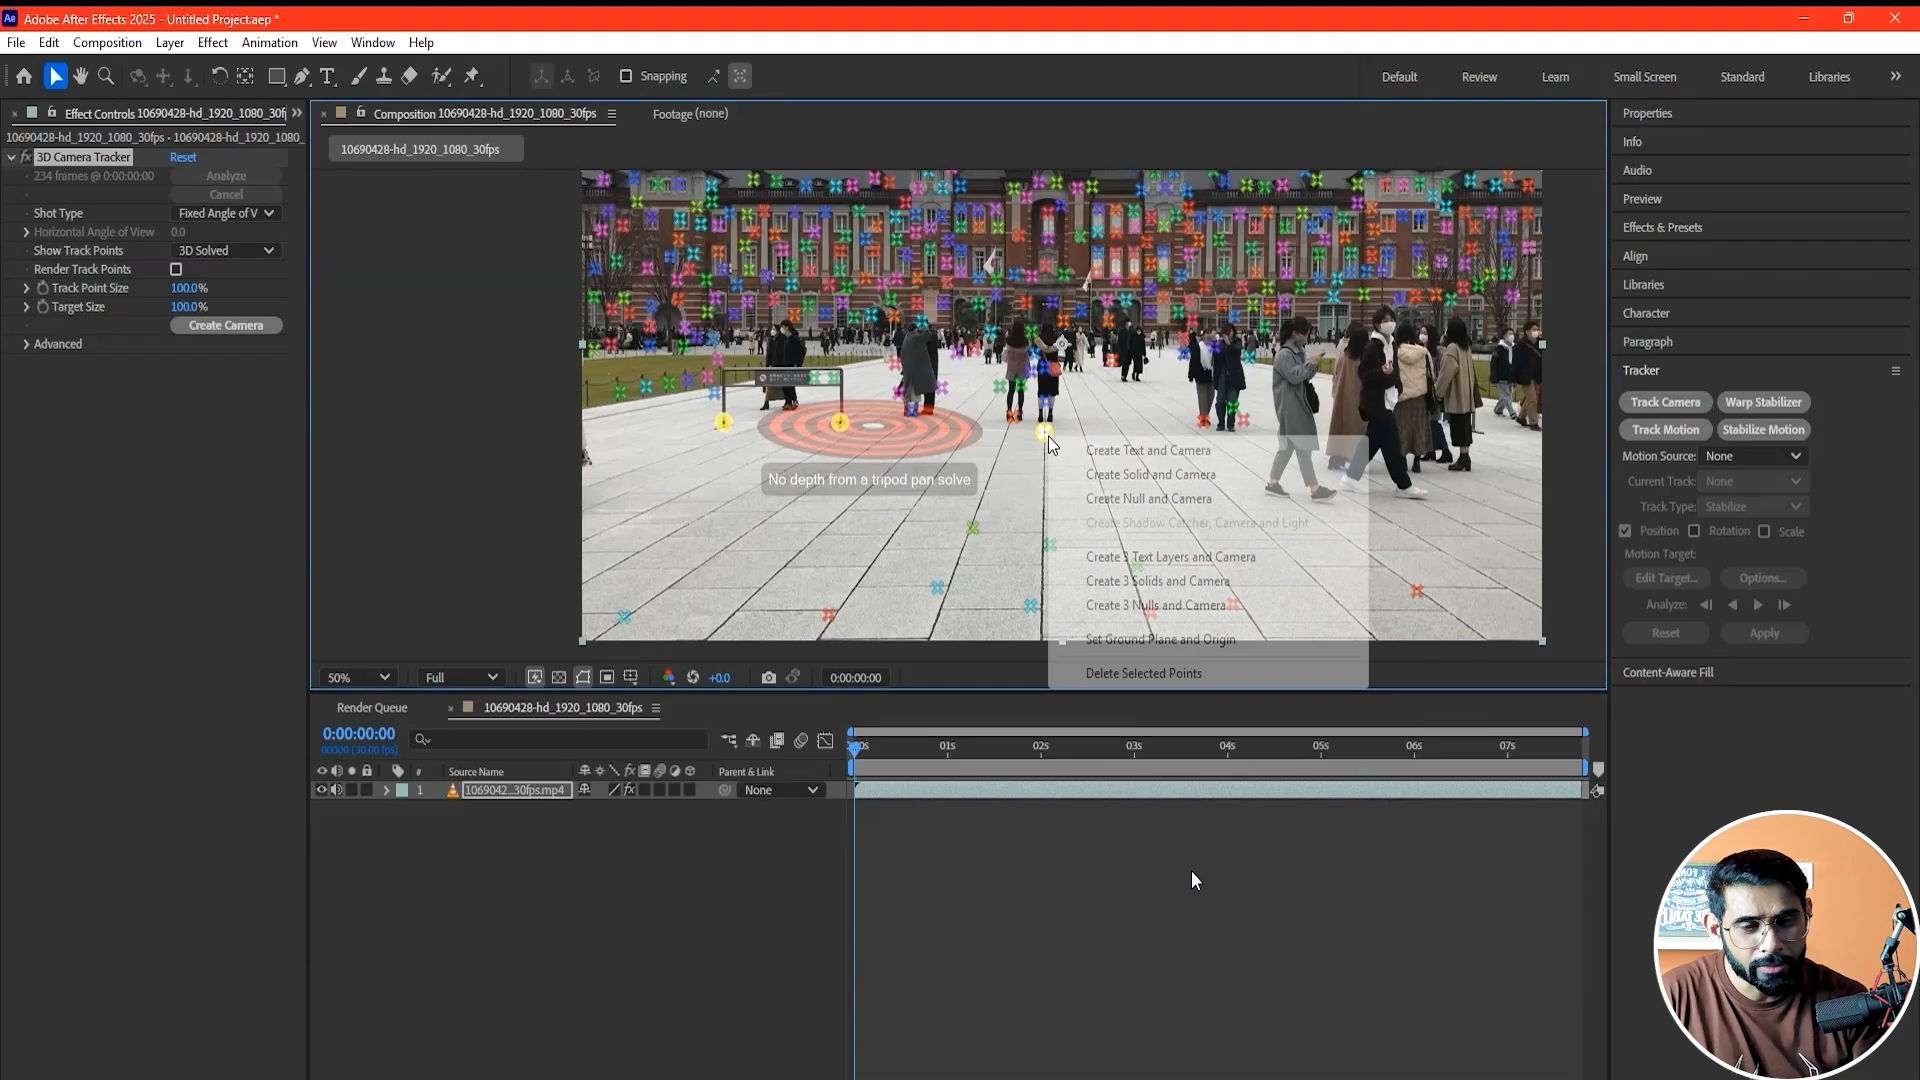 Ae Adobe After Effects 2025 - Untitled Project.aep *
File Edit Composition Layer Effect Animation View Window Help
Snapping
Default Review Learn Small Screen Standard Libraries
Effect Controls 10690428-hd_1920_1080_30f
10690428-hd_1920_1080_30fps - 10690428-hd_1920_1080_
fx 3D Camera Tracker Reset
234 frames @ 0:00:00:00 Analyze
Cancel
Shot Type Fixed Angle of V
Horizontal Angle of View 0.0
Show Track Points 3D Solved
Render Track Points
Track Point Size 100.0%
Target Size 100.0%
Create Camera
Advanced
Composition 10690428-hd_1920_1080_30fps
Footage (none)
10690428-hd_1920_1080_30fps
No depth from a tripod pan solve
Create Text and Camera
Create Solid and Camera
Create Null and Camera
Create Shadow Catcher, Camera and Light
Create 3 Text Layers and Camera
Create 3 Solids and Camera
Create 3 Nulls and Camera
Set Ground Plane and Origin
Delete Selected Points
50% Full +0.0 0:00:00:00
Properties
Info
Audio
Preview
Effects & Presets
Align
Libraries
Character
Paragraph
Tracker
Track Camera Warp Stabilizer
Track Motion Stabilize Motion
Motion Source: None
Current Track: None
Track Type: Stabilize
Position Rotation Scale
Motion Target:
Edit Target... Options...
Analyze:
Reset Apply
Content-Aware Fill
Render Queue
10690428-hd_1920_1080_30fps
0:00:00:00
00000 (30.00 fps)
01s 02s 03s 04s 05s 06s 07s
# Source Name fx Parent & Link
1 1069042...30fps.mp4 fx None